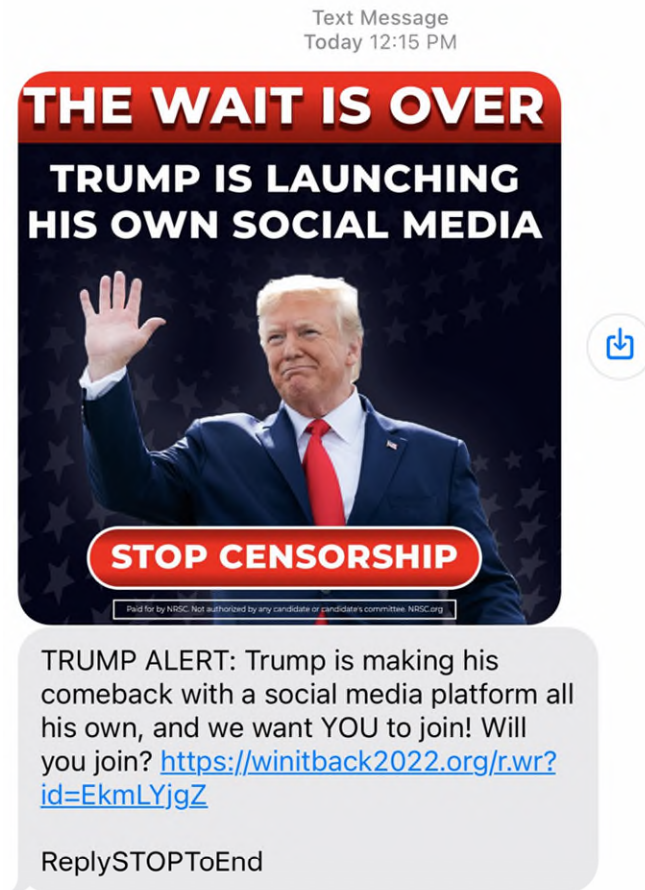 Text Message
Today 12:15 PM
THE WAIT IS OVER
TRUMP IS LAUNCHING
HIS OWN SOCIAL MEDIA
STOP CENSORSHIP
Paid for by NRSC. Not authorized by any candidate or candidate's committee. NRSC.org
TRUMP ALERT: Trump is making his
comeback with a social media platform all
his own, and we want YOU to join! Will
you join? https://winitback2022.org/r.wr?
id=EkmLYjgZ
ReplySTOPToEnd